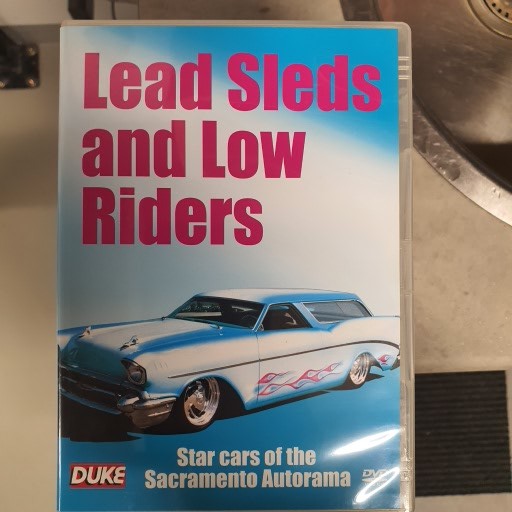 Lead Sleds
and Low
Riders
Star cars of the
Sacramento Autorama
DUKE
DVD